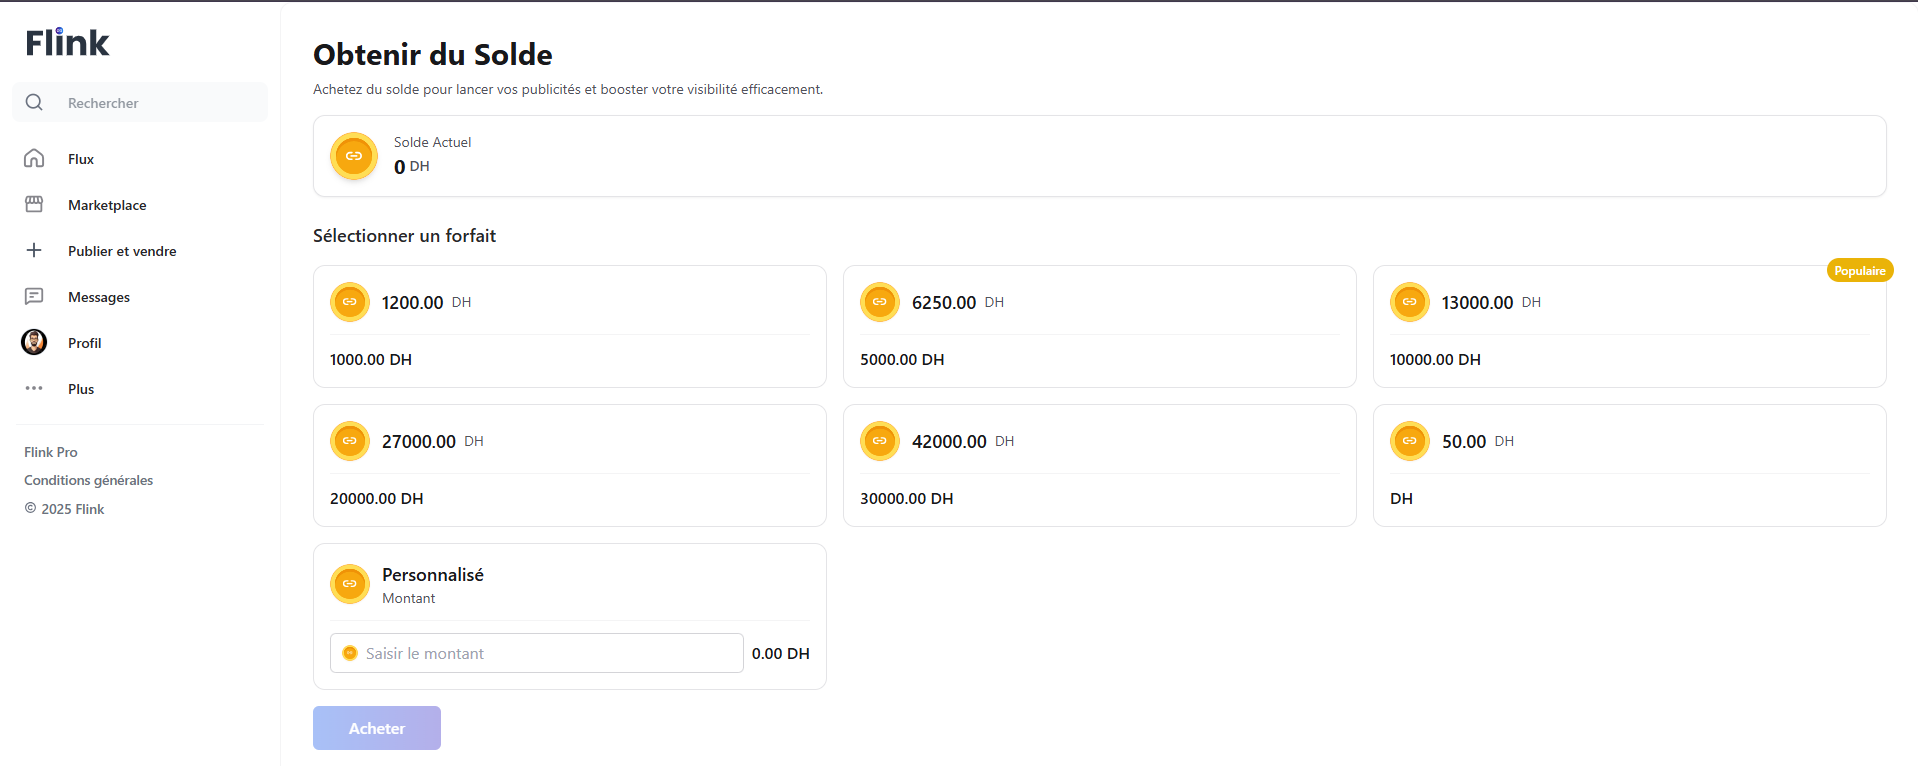 Flink
Rechercher
Flux
Marketplace
Publier et vendre
Messages
Profil
Plus
Flink Pro
Conditions générales
© 2025 Flink
Obtenir du Solde
Achetez du solde pour lancer vos publicités et booster votre visibilité efficacement.
Solde Actuel
0 DH
Sélectionner un forfait
1200.00 DH
1000.00 DH
6250.00 DH
5000.00 DH
Populaire
13000.00 DH
10000.00 DH
27000.00 DH
20000.00 DH
42000.00 DH
30000.00 DH
50.00 DH
DH
Personnalisé
Montant
Saisir le montant 0.00 DH
Acheter